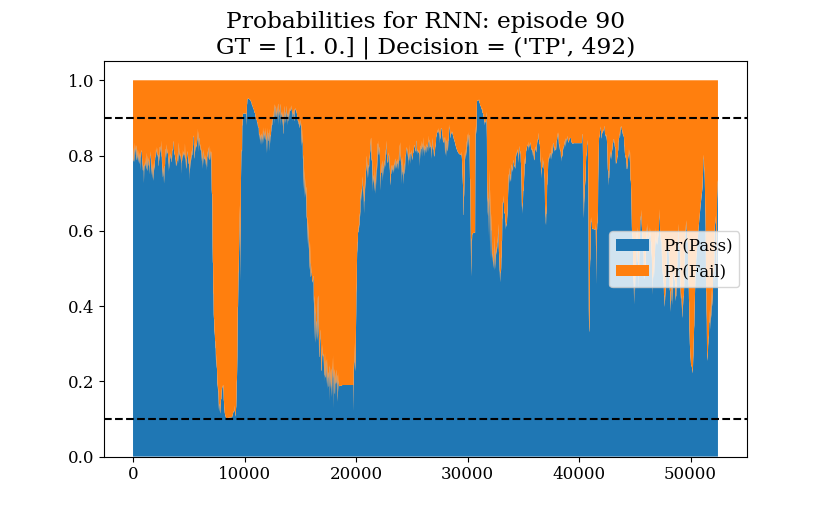 Probabilities for RNN: episode 90
GT = [1. 0.] | Decision = ('TP', 492)
1.0
0.8
0.6
0.4
0.2
0.0
Pr(Pass)
Pr(Fail)
0 10000 20000 30000 40000 50000